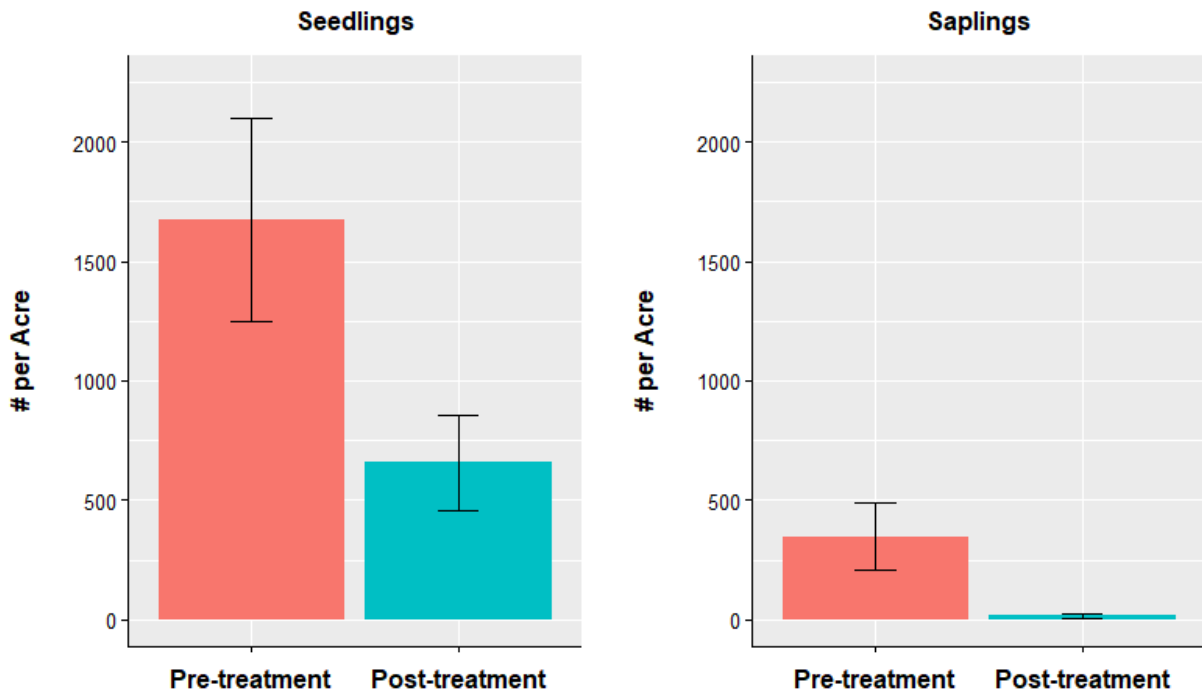 Seedlings
# per Acre
2000
1500
1000
500
0
Pre-treatment
Post-treatment
Saplings
# per Acre
2000
1500
1000
500
0
Pre-treatment
Post-treatment